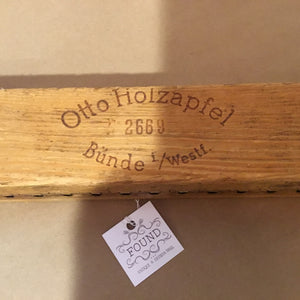 Otto Holzapfel
2669
Bünde i/Westf.
FOUND